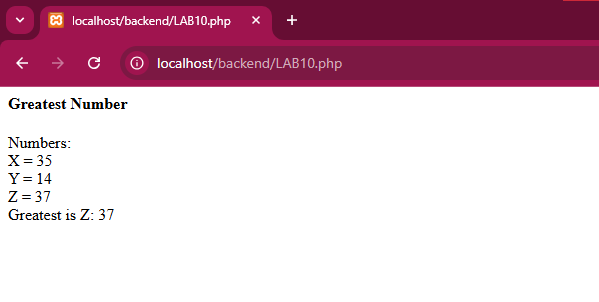 localhost/backend/LAB10.php
localhost/backend/LAB10.php
Greatest Number
Numbers:
X = 35
Y = 14
Z = 37
Greatest is Z: 37